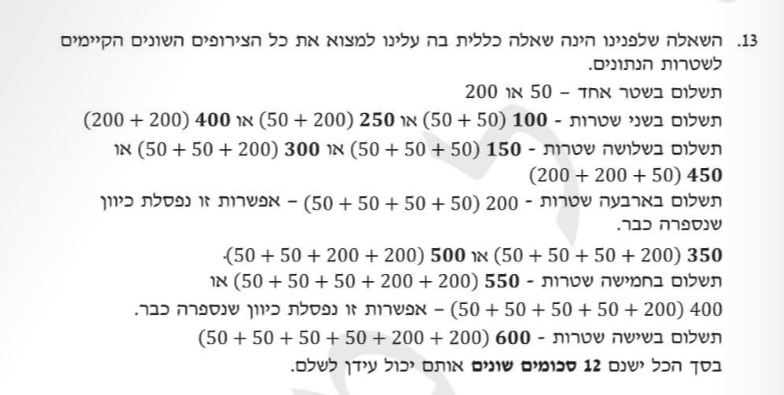 13. השאלה שלפנינו הינה שאלה כללית בה עלינו למצוא את כל הצירופים השונים הקיימים
לשטרות הנתונים.
תשלום בשטר אחד – 50 או 200
תשלום בשני שטרות - 100 (50 + 50) או 250 (50 + 200) או 400 (200 + 200)
תשלום בשלושה שטרות - 150 (50 + 50 + 50) או 300 (50 + 50 + 200) או
450 (200 + 200 + 50)
תשלום בארבעה שטרות - 200 (50 + 50 + 50 + 50) – אפשרות זו נפסלת כיוון
שנספרה כבר.
350 (50 + 50 + 50 + 200) או 500 (50 + 50 + 200 + 200).
תשלום בחמישה שטרות - 550 (50 + 50 + 50 + 200 + 200) או
400 (50 + 50 + 50 + 50 + 200) – אפשרות זו נפסלת כיוון שנספרה כבר.
תשלום בשישה שטרות - 600 (50 + 50 + 50 + 50 + 200 + 200)
בסך הכל ישנם 12 סכומים שונים אותם יכול עידן לשלם.